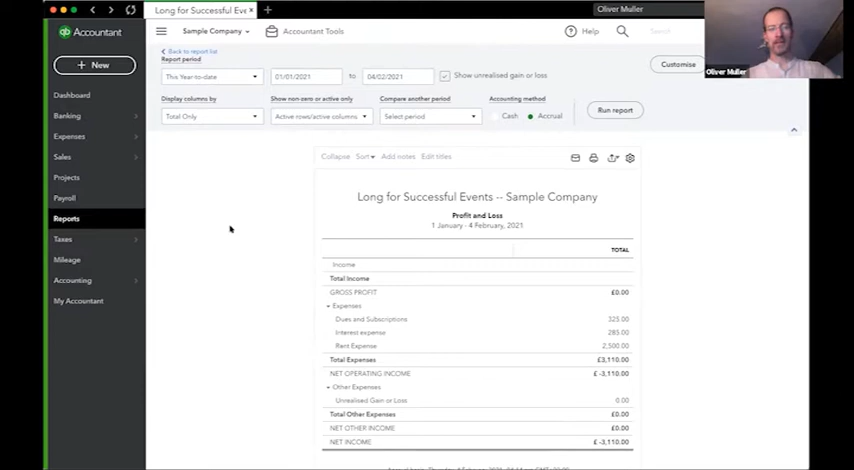 Long for Successful Eve
Oliver Muller
Accountant
Sample Company
Accountant Tools
Help
Search
New
Back to report list
Report period
This Year-to-date
01/01/2021
to
04/02/2021
Show unrealised gain or loss
Customise
Oliver Muller
Display columns by
Show non-zero or active only
Compare another period
Accounting method
Total Only
Active rows/active columns
Select period
Cash
Accrual
Run report
Dashboard
Banking
Expenses
Sales
Projects
Payroll
Reports
Taxes
Mileage
Accounting
My Accountant
Collapse Sort Add notes Edit titles
Long for Successful Events -- Sample Company
Profit and Loss
1 January - 4 February, 2021
TOTAL
Income
Total Income
GROSS PROFIT £0.00
Expenses
Dues and Subscriptions 325.00
Interest expense 285.00
Rent Expense 2,500.00
Total Expenses £3,110.00
NET OPERATING INCOME £ -3,110.00
Other Expenses
Unrealised Gain or Loss 0.00
Total Other Expenses £0.00
NET OTHER INCOME £0.00
NET INCOME £ -3,110.00